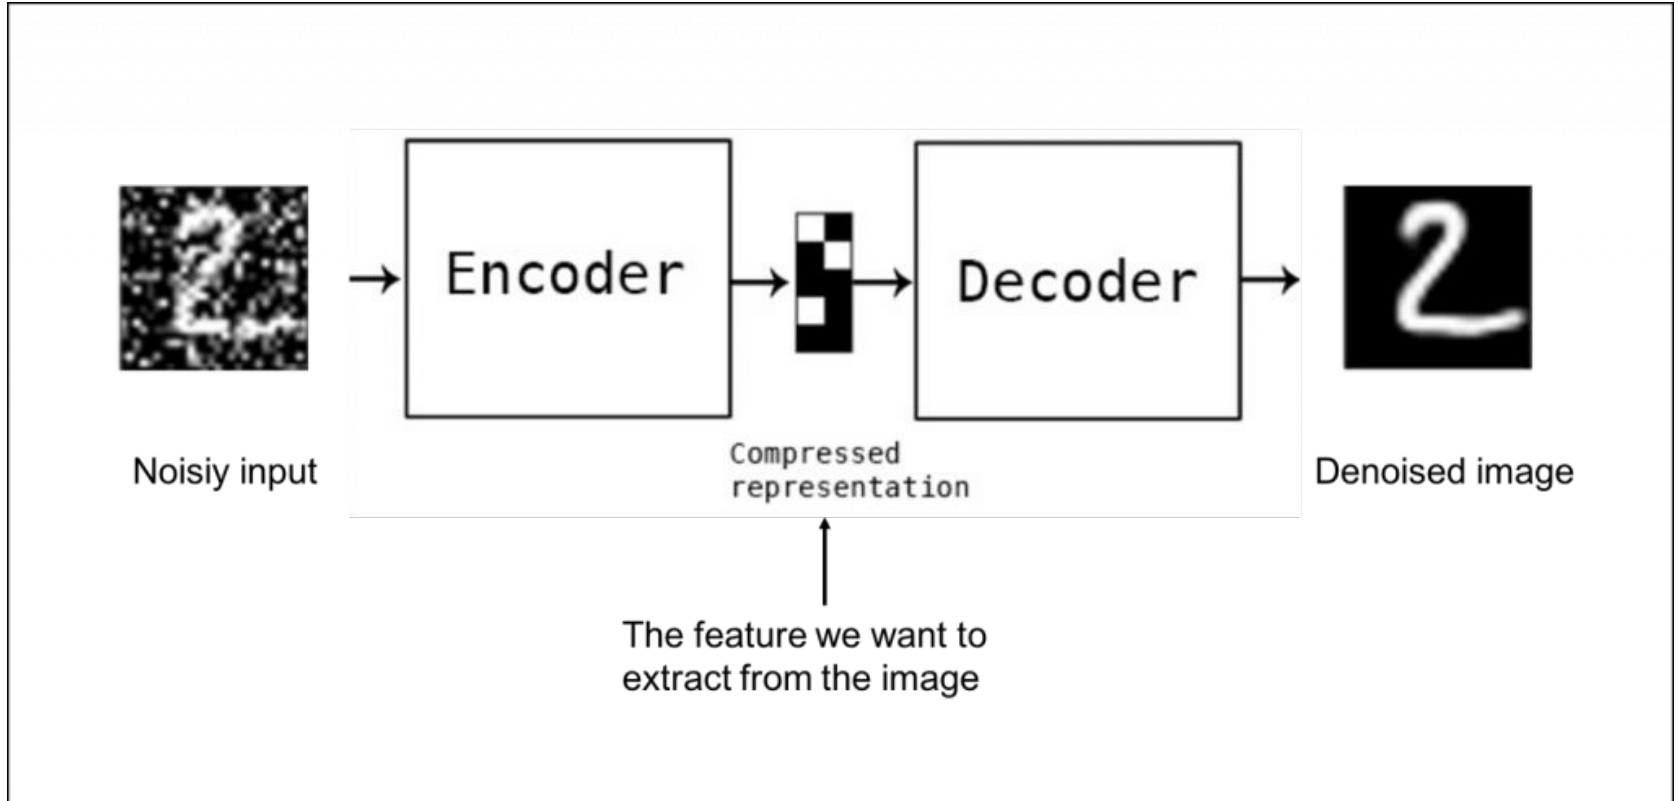 Encoder
Decoder
Noisiy input
Compressed
representation
Denoised image
The feature we want to
extract from the image